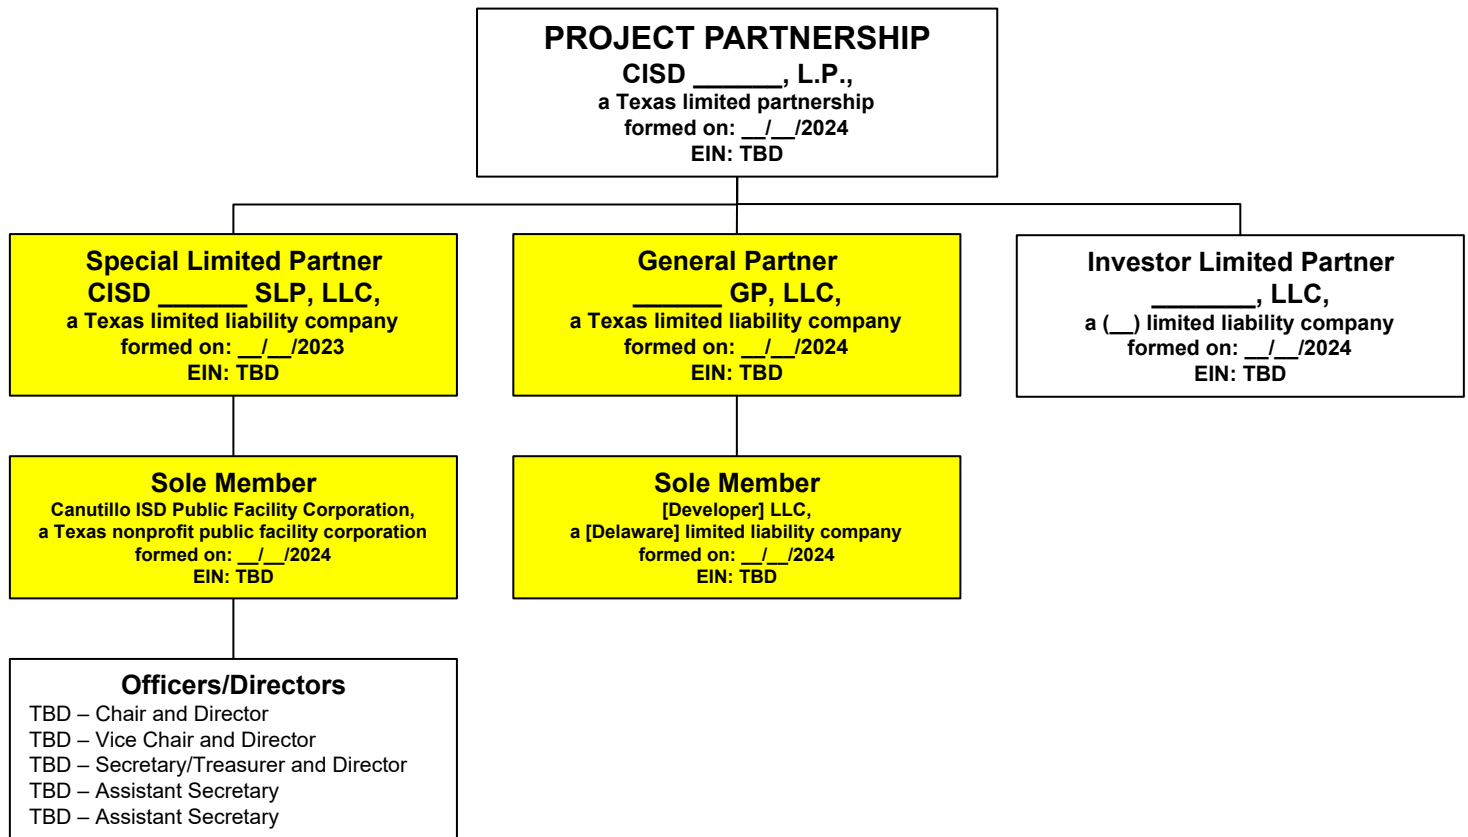 PROJECT PARTNERSHIP
CISD ______, L.P.,
a Texas limited partnership
formed on: __/__/2024
EIN: TBD
Special Limited Partner
CISD ______ SLP, LLC,
a Texas limited liability company
formed on: __/__/2023
EIN: TBD
General Partner
______ GP, LLC,
a Texas limited liability company
formed on: __/__/2024
EIN: TBD
Investor Limited Partner
_______, LLC,
a (__) limited liability company
formed on: __/__/2024
EIN: TBD
Sole Member
Canutillo ISD Public Facility Corporation,
a Texas nonprofit public facility corporation
formed on: __/__/2024
EIN: TBD
Sole Member
[Developer] LLC,
a [Delaware] limited liability company
formed on: __/__/2024
EIN: TBD
Officers/Directors
TBD – Chair and Director
TBD – Vice Chair and Director
TBD – Secretary/Treasurer and Director
TBD – Assistant Secretary
TBD – Assistant Secretary